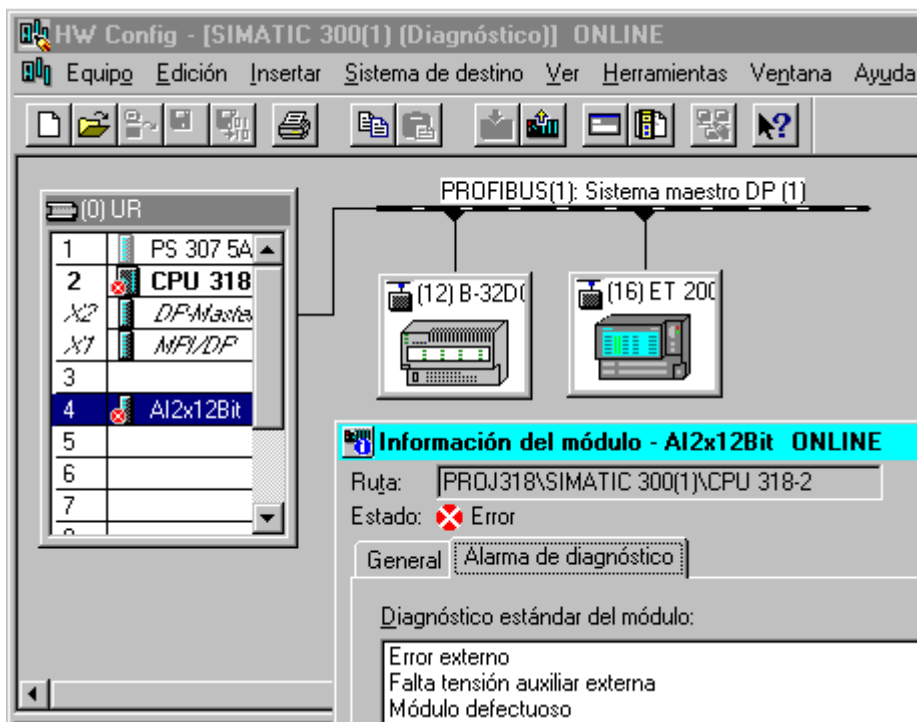 HW Config - [SIMATIC 300(1) (Diagnóstico)] ONLINE
Equipo Edición Insertar Sistema de destino Ver Herramientas Ventana Ayuda
PROFIBUS(1): Sistema maestro DP (1)
(0) UR
1 PS 307 5A
2 CPU 318
X2 DP-Master
X1 MPI/DP
3
4 AI2x12Bit
5
6
7
(12) B-32D
(16) ET 200
Información del módulo - AI2x12Bit ONLINE
Ruta: PROJ318\SIMATIC 300(1)\CPU 318-2
Estado: Error
General Alarma de diagnóstico
Diagnóstico estándar del módulo:
Error externo
Falta tensión auxiliar externa
Módulo defectuoso